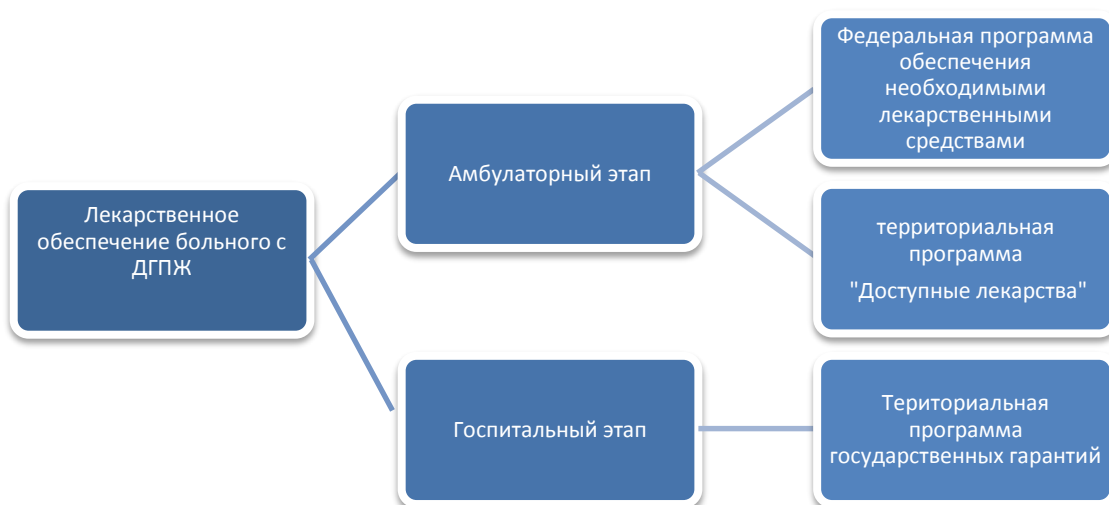 Лекарственное
обеспечение больного с
ДГПЖ
Амбулаторный этап
Федеральная программа
обеспечения
необходимыми
лекарственными
средствами
территориальная
программа
"Доступные лекарства"
Госпитальный этап
Териториальная
программа
государственных гарантий